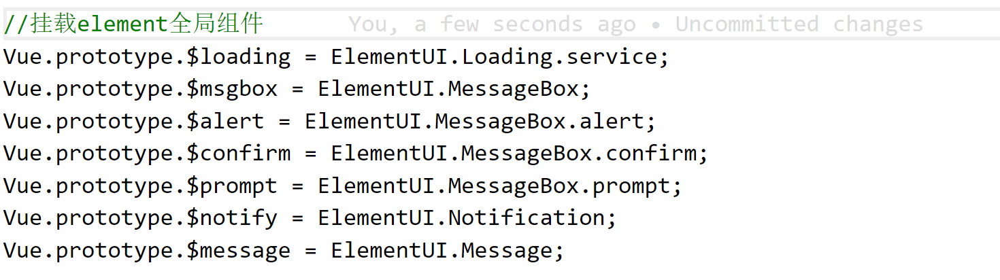 //挂载element全局组件 You, a few seconds ago • Uncommitted changes
Vue.prototype.$loading = ElementUI.Loading.service;
Vue.prototype.$msgbox = ElementUI.MessageBox;
Vue.prototype.$alert = ElementUI.MessageBox.alert;
Vue.prototype.$confirm = ElementUI.MessageBox.confirm;
Vue.prototype.$prompt = ElementUI.MessageBox.prompt;
Vue.prototype.$notify = ElementUI.Notification;
Vue.prototype.$message = ElementUI.Message;